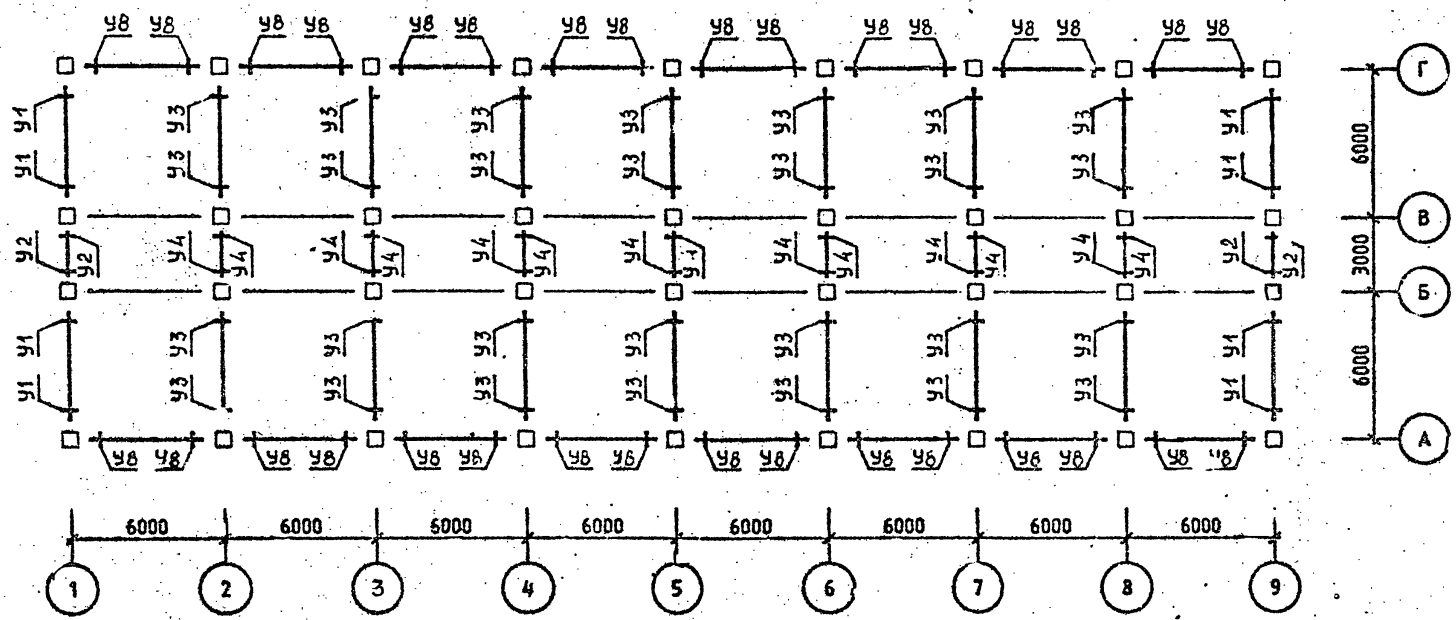 У8 У8 У8 У8 У8 У8 У8 У8 У8 У8 У8 У8 У8 У8 У8 У8
Г
У1 У3 У3 У3 У3 У3 У3 У3 У1
6000
У1 У3 У3 У3 У3 У3 У3 У3 У1
В
У2 У2 У4 У4 У4 У4 У4 У4 У4 У4 У4 У4 У4 У4 У4 У2 У2
3000
Б
У1 У3 У3 У3 У3 У3 У3 У3 У1
6000
У1 У3 У3 У3 У3 У3 У3 У3 У1
А
У8 У8 У8 У8 У8 У8 У8 У8 У8 У8 У8 У8 У8 У8 У8 У8
6000 6000 6000 6000 6000 6000 6000 6000
1 2 3 4 5 6 7 8 9